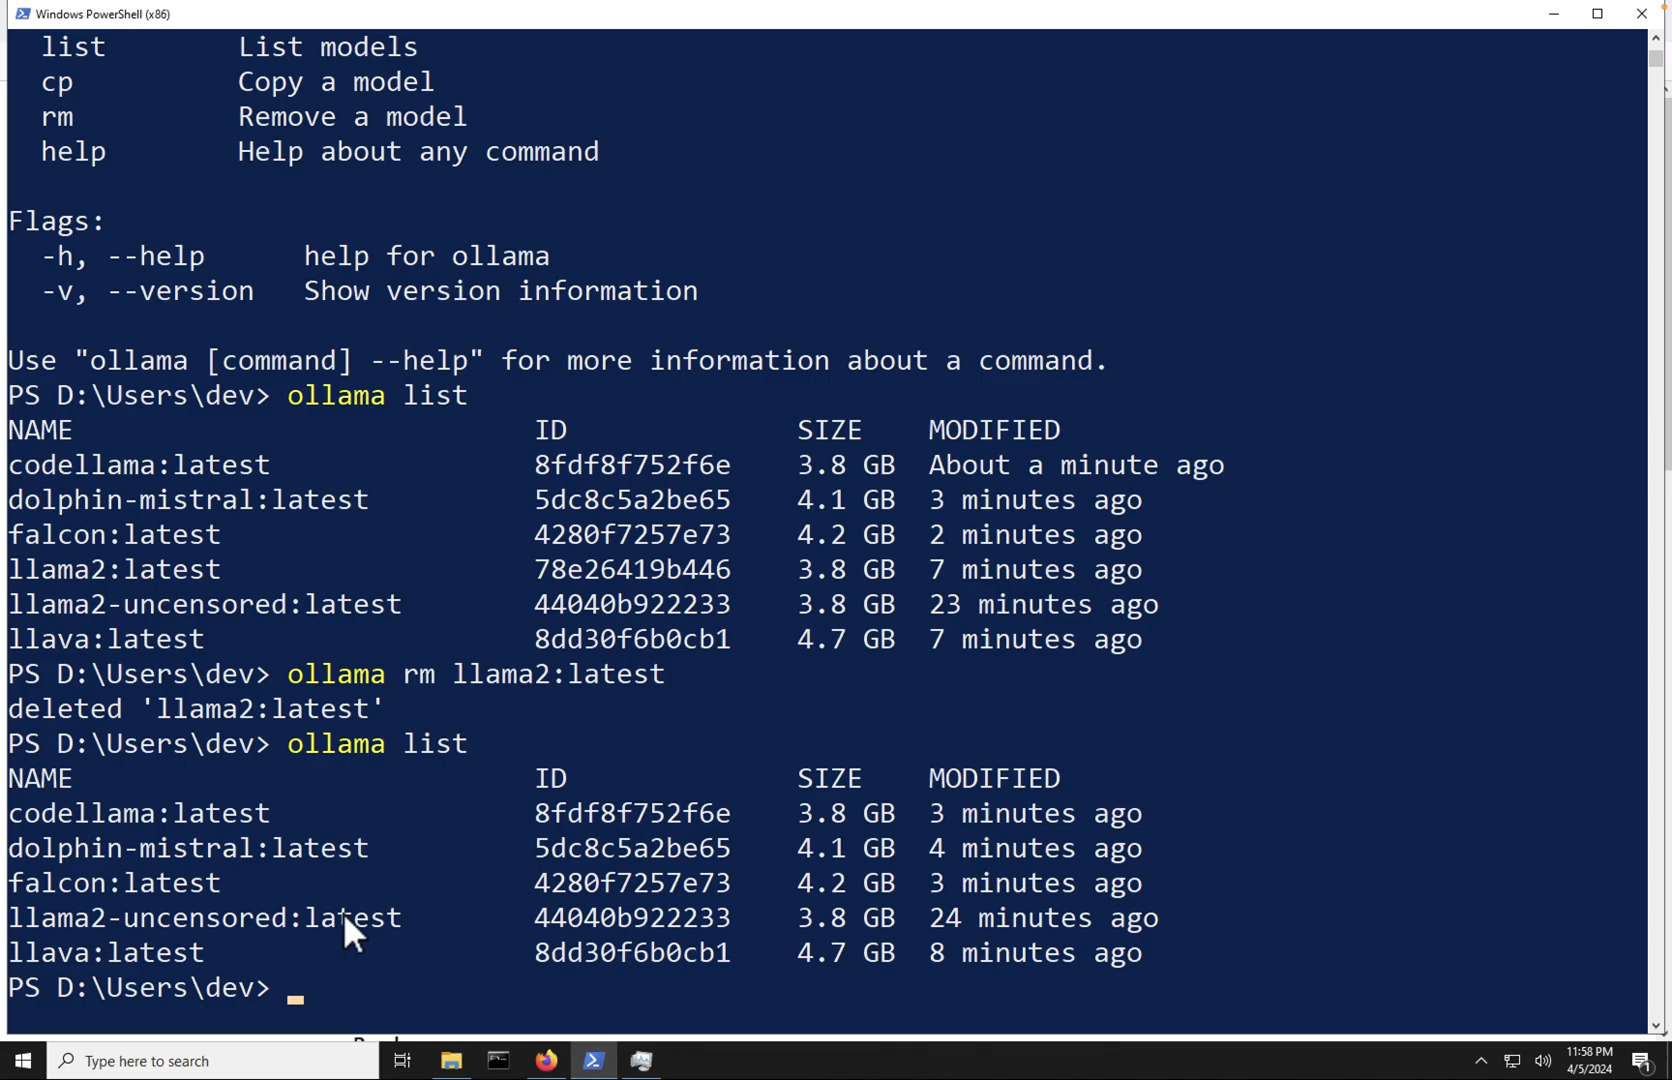 Windows PowerShell (x86)
list List models
cp Copy a model
rm Remove a model
help Help about any command
Flags:
-h, --help help for ollama
-v, --version Show version information
Use "ollama [command] --help" for more information about a command.
PS D:\Users\dev> ollama list
NAME ID SIZE MODIFIED
codellama:latest 8fdf8f752f6e 3.8 GB About a minute ago
dolphin-mistral:latest 5dc8c5a2be65 4.1 GB 3 minutes ago
falcon:latest 4280f7257e73 4.2 GB 2 minutes ago
llama2:latest 78e26419b446 3.8 GB 7 minutes ago
llama2-uncensored:latest 44040b922233 3.8 GB 23 minutes ago
llava:latest 8dd30f6b0cb1 4.7 GB 7 minutes ago
PS D:\Users\dev> ollama rm llama2:latest
deleted 'llama2:latest'
PS D:\Users\dev> ollama list
NAME ID SIZE MODIFIED
codellama:latest 8fdf8f752f6e 3.8 GB 3 minutes ago
dolphin-mistral:latest 5dc8c5a2be65 4.1 GB 4 minutes ago
falcon:latest 4280f7257e73 4.2 GB 3 minutes ago
llama2-uncensored:latest 44040b922233 3.8 GB 24 minutes ago
llava:latest 8dd30f6b0cb1 4.7 GB 8 minutes ago
PS D:\Users\dev>
Type here to search
11:58 PM
4/5/2024
1